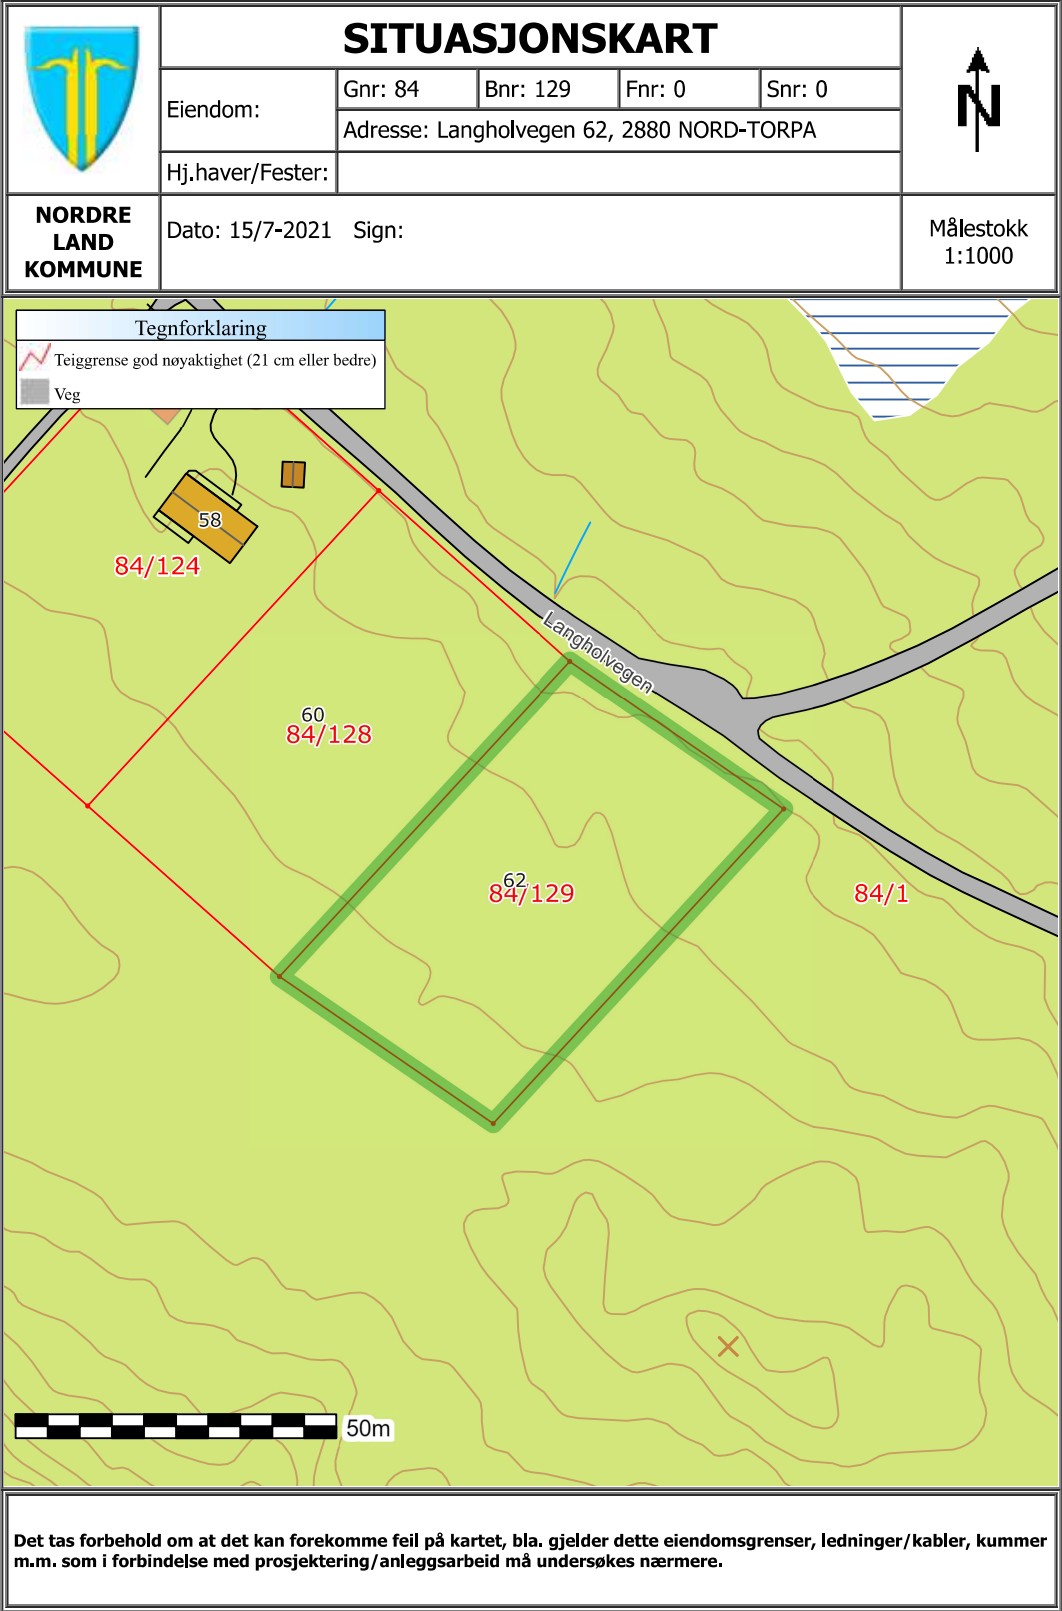 SITUASJONSKART
Eiendom:
Gnr: 84
Bnr: 129
Fnr: 0
Snr: 0
Adresse: Langholvegen 62, 2880 NORD-TORPA
Hj.haver/Fester:
N
NORDRE
LAND
KOMMUNE
Dato: 15/7-2021 Sign:
Målestokk
1:1000
Tegnforklaring
Teiggrense god nøyaktighet (21 cm eller bedre)
Veg
58
84/124
Langholvegen
60
84/128
62
84/129
84/1
50m
Det tas forbehold om at det kan forekomme feil på kartet, bla. gjelder dette eiendomsgrenser, ledninger/kabler, kummer
m.m. som i forbindelse med prosjektering/anleggsarbeid må undersøkes nærmere.